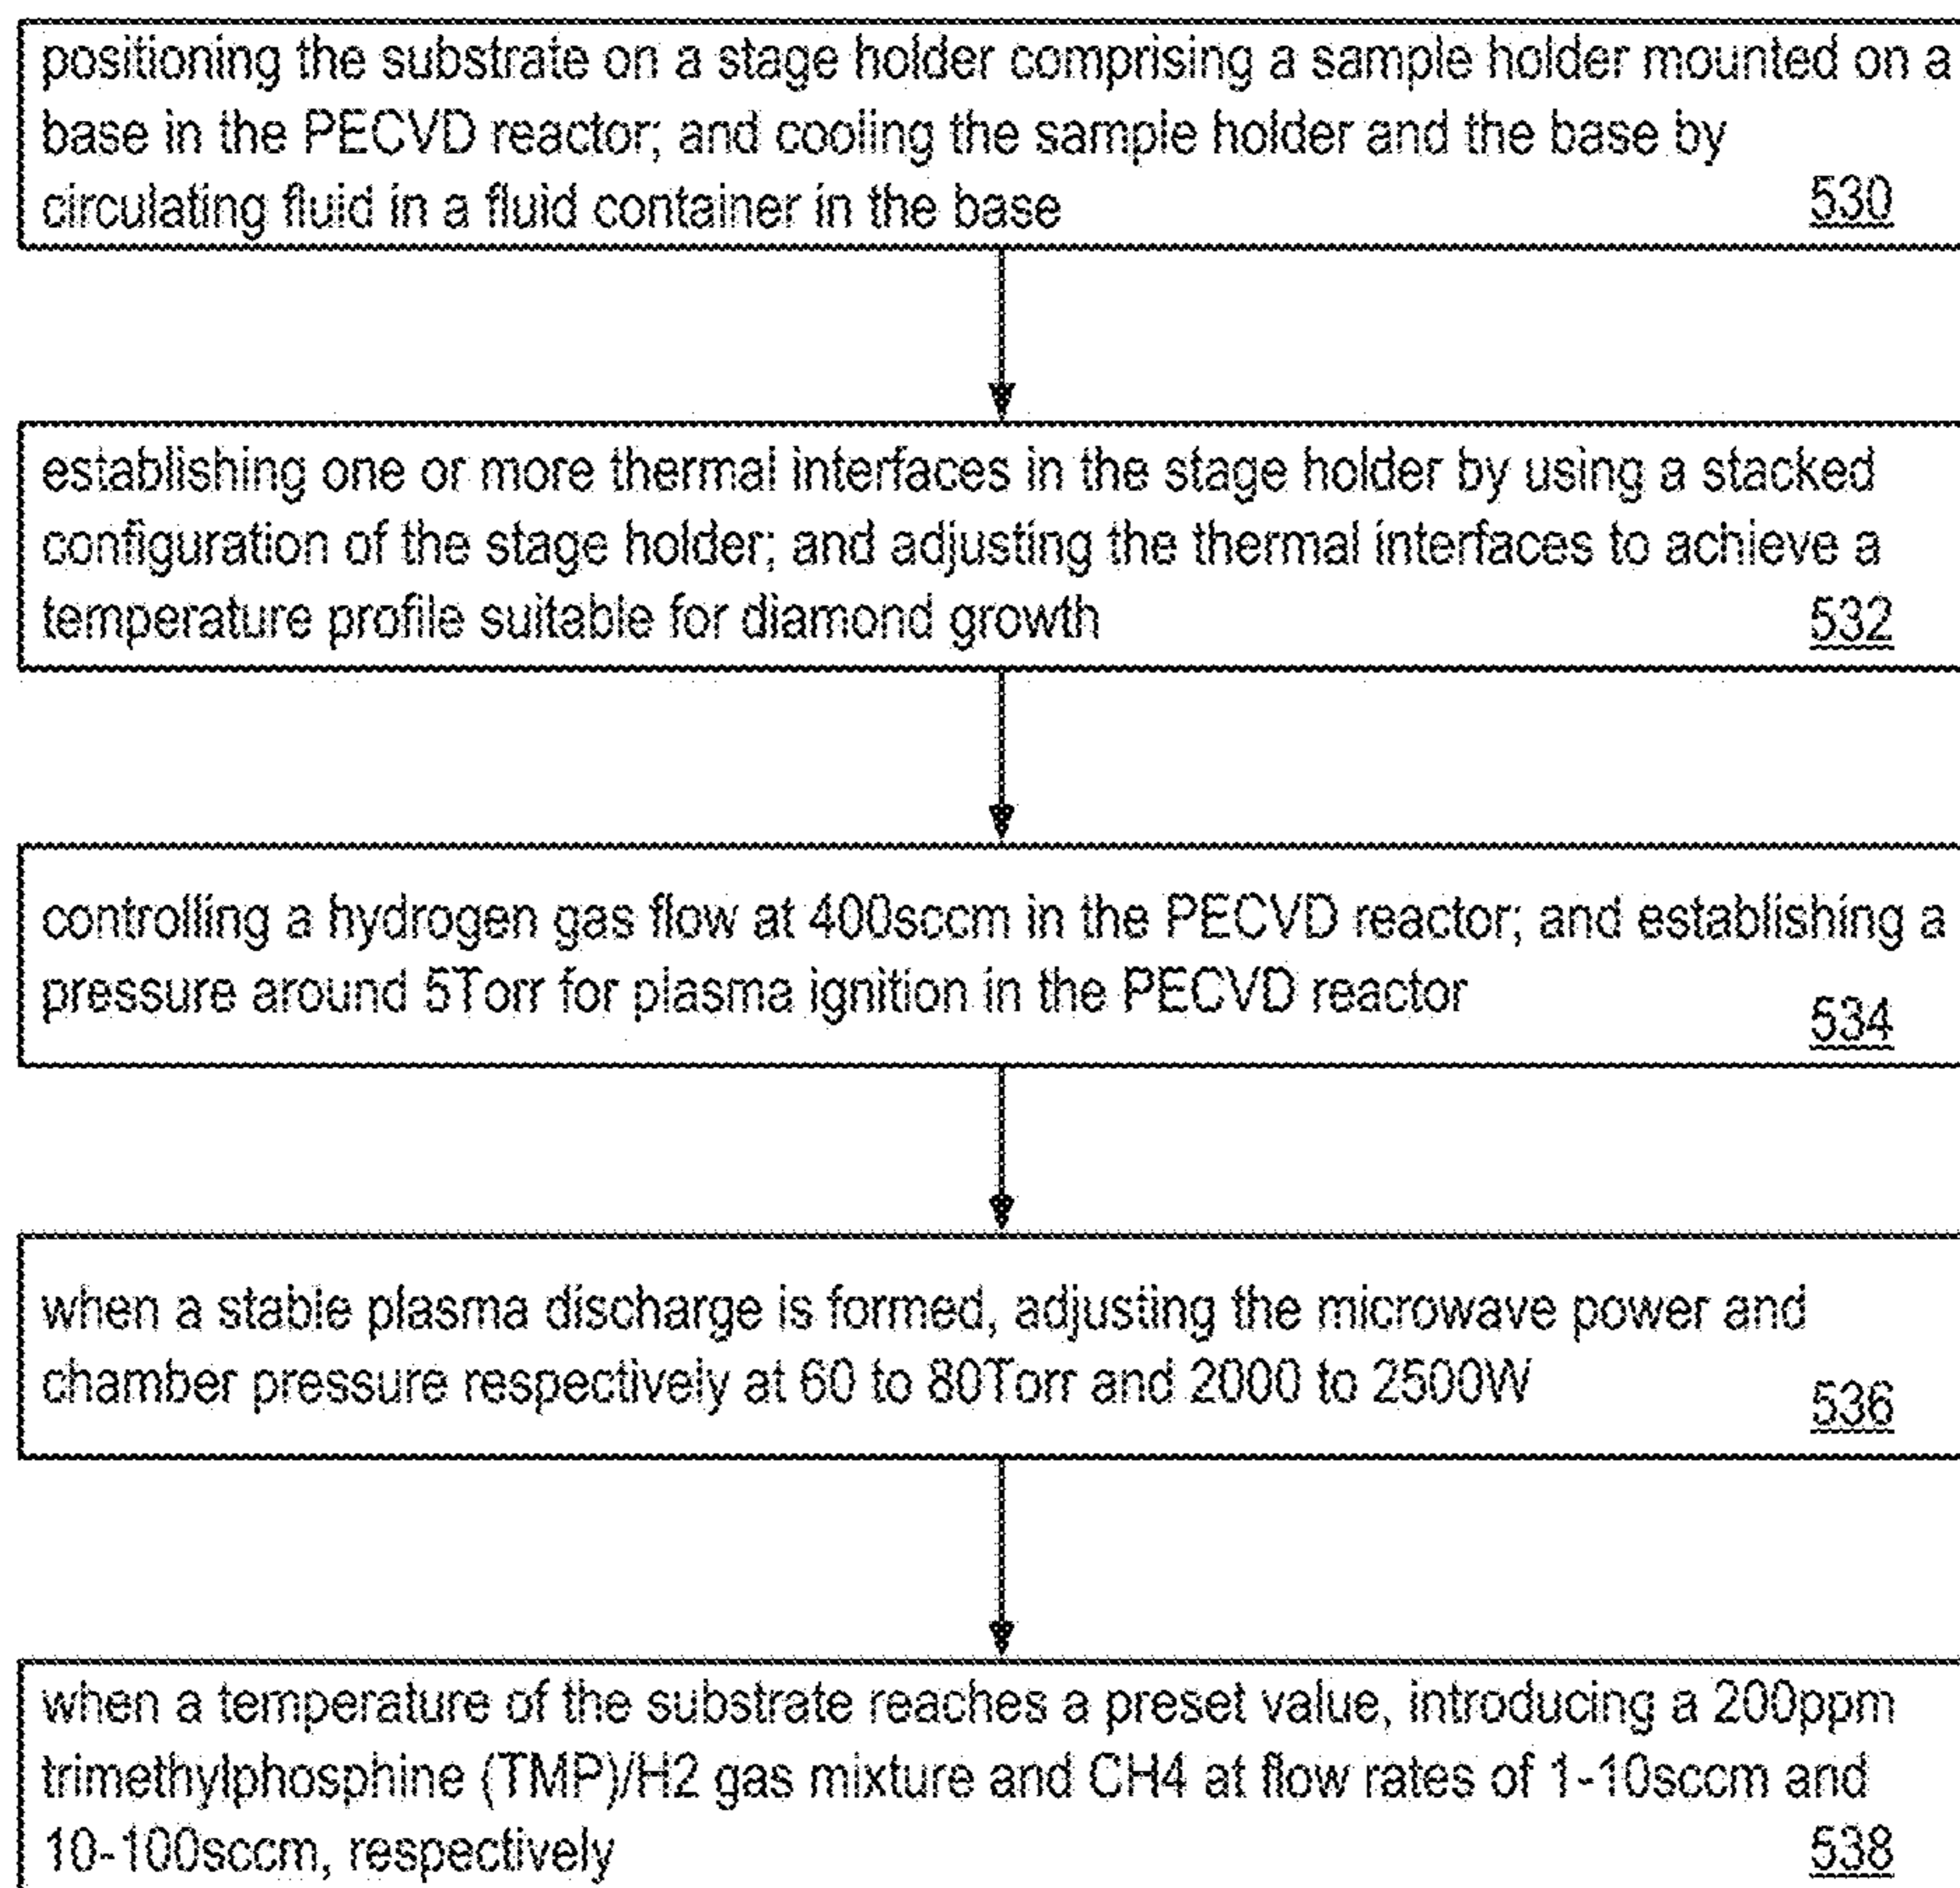 positioning the substrate on a stage holder comprising a sample holder mounted on a
base in the PECVD reactor; and cooling the sample holder and the base by
circulating fluid in a fluid container in the base
530
establishing one or more thermal interfaces in the stage holder by using a stacked
configuration of the stage holder; and adjusting the thermal interfaces to achieve a
temperature profile suitable for diamond growth
532
controlling a hydrogen gas flow at 400sccm in the PECVD reactor; and establishing a
pressure around 5Torr for plasma ignition in the PECVD reactor
534
when a stable plasma discharge is formed, adjusting the microwave power and
chamber pressure respectively at 60 to 80Torr and 2000 to 2500W
536
when a temperature of the substrate reaches a preset value, introducing a 200ppm
trimethylphosphine (TMP)/H2 gas mixture and CH4 at flow rates of 1-10sccm and
10-100sccm, respectively
538